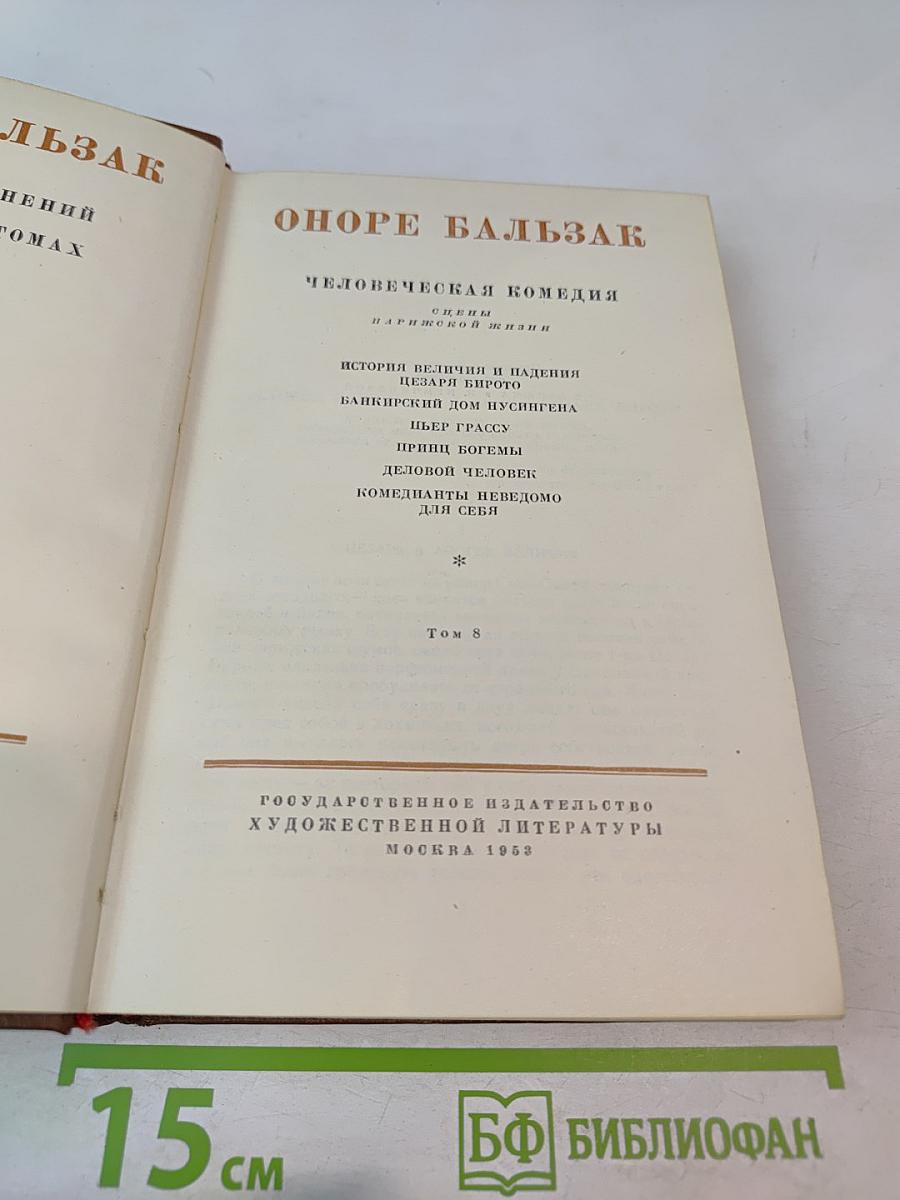 ЛЬЗАК
НЕНИЙ
ТОМАХ
ОНОРЕ БАЛЬЗАК
ЧЕЛОВЕЧЕСКАЯ КОМЕДИЯ
СЦЕНЫ
ПАРИЖСКОЙ ЖИЗНИ
ИСТОРИЯ ВЕЛИЧИЯ И ПАДЕНИЯ
ЦЕЗАРЯ БИРОТО
БАНКИРСКИЙ ДОМ НУСИНГЕНА
ПЬЕР ГРАССУ
ПРИНЦ БОГЕМЫ
ДЕЛОВОЙ ЧЕЛОВЕК
КОМЕДИАНТЫ НЕВЕДОМО
ДЛЯ СЕБЯ
*
Том 8
ГОСУДАРСТВЕННОЕ ИЗДАТЕЛЬСТВО
ХУДОЖЕСТВЕННОЙ ЛИТЕРАТУРЫ
МОСКВА 1953
15 см
БФ БИБЛИОФАН